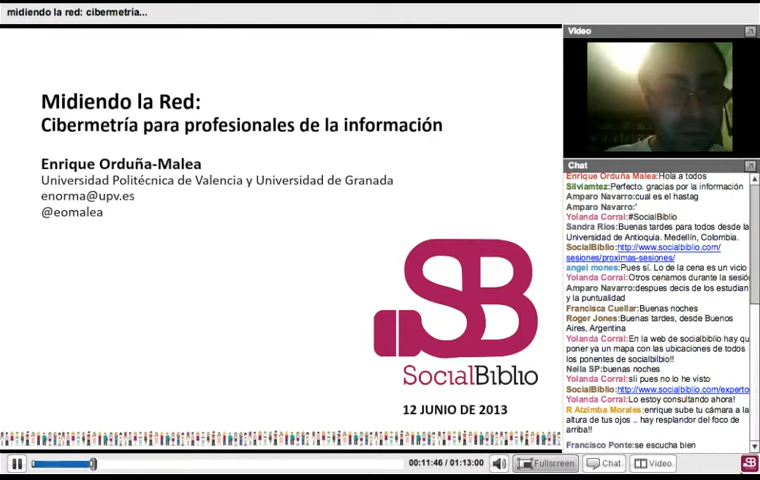 midiendo la red: cibermetría...
Midiendo la Red:
Cibermetría para profesionales de la información
Enrique Orduña-Malea
Universidad Politécnica de Valencia y Universidad de Granada
enorma@upv.es
@eomalea
SB
SocialBiblio
12 JUNIO DE 2013
Video
Chat
Enrique Orduña Malea:Hola a todos
Silviamtez:Perfecto. gracias por la información
Amparo Navarro:cual es el hastag
Amparo Navarro:'
Yolanda Corral:#SocialBiblio
Sandra Ríos:Buenas tardes para todos desde la
Universidad de Antioquia. Medellín, Colombia.
SocialBiblio:http://www.socialbiblio.com/
sesiones/proximas-sesiones/
angel mones:Pues sí. Lo de la cena es un vicio
Yolanda Corral:Otros cenamos durante la sesió
Amparo Navarro:despues decis de los estudian
y la puntualidad
Francisca Cuellar:Buenas noches
Roger Jones:Buenas tardes, desde Buenos
Aires, Argentina
Yolanda Corral:En la web de socialbiblio hay qu
poner ya un mapa con las ubicaciones de todos
los ponentes de socialbilbio!!
Neila SP:buenas noches
Yolanda Corral:sIi pues no lo he visto
SocialBiblio:http://www.socialbiblio.com/experto
Yolanda Corral:Lo estoy consultando ahora!
R Atzimba Morales:enrique sube tu cámara a la
altura de tus ojos .. hay resplandor del foco de
arriba!!
Francisco Ponte:se escucha bien
00:11:46 / 01:13:00
Fullscreen
Chat
Video
SB